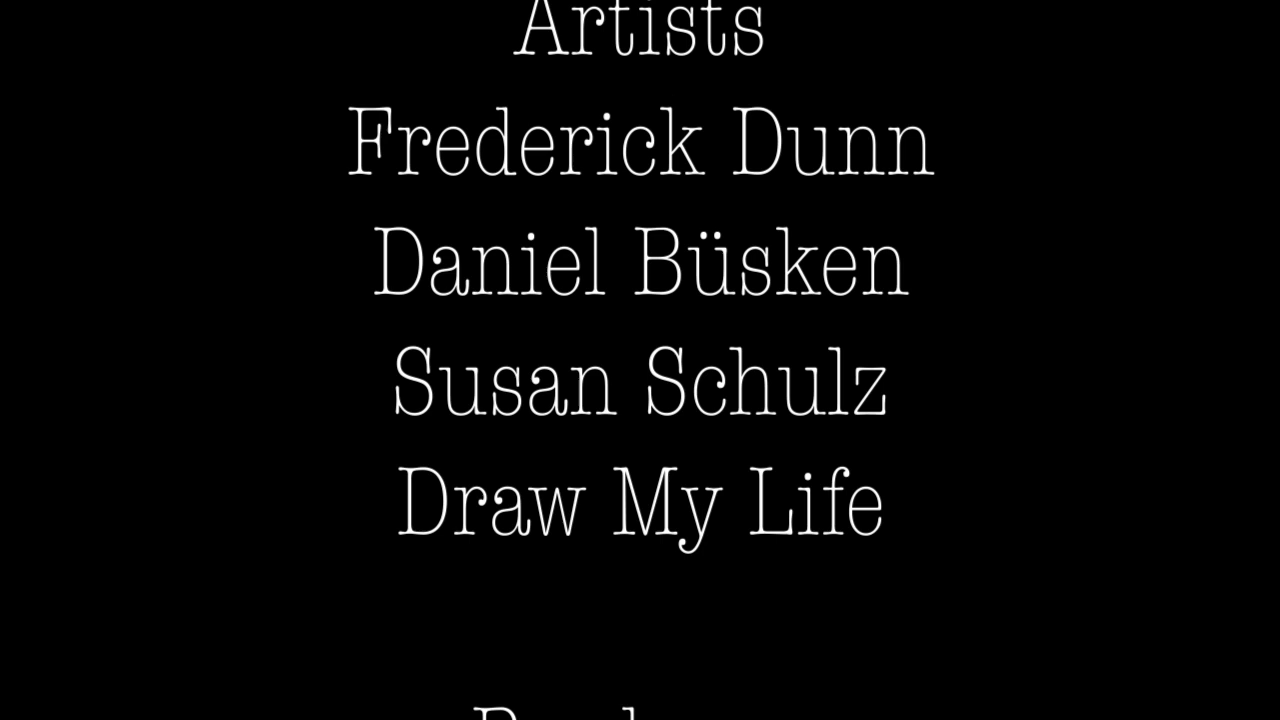 Artists
Frederick Dunn
Daniel Büsken
Susan Schulz
Draw My Life